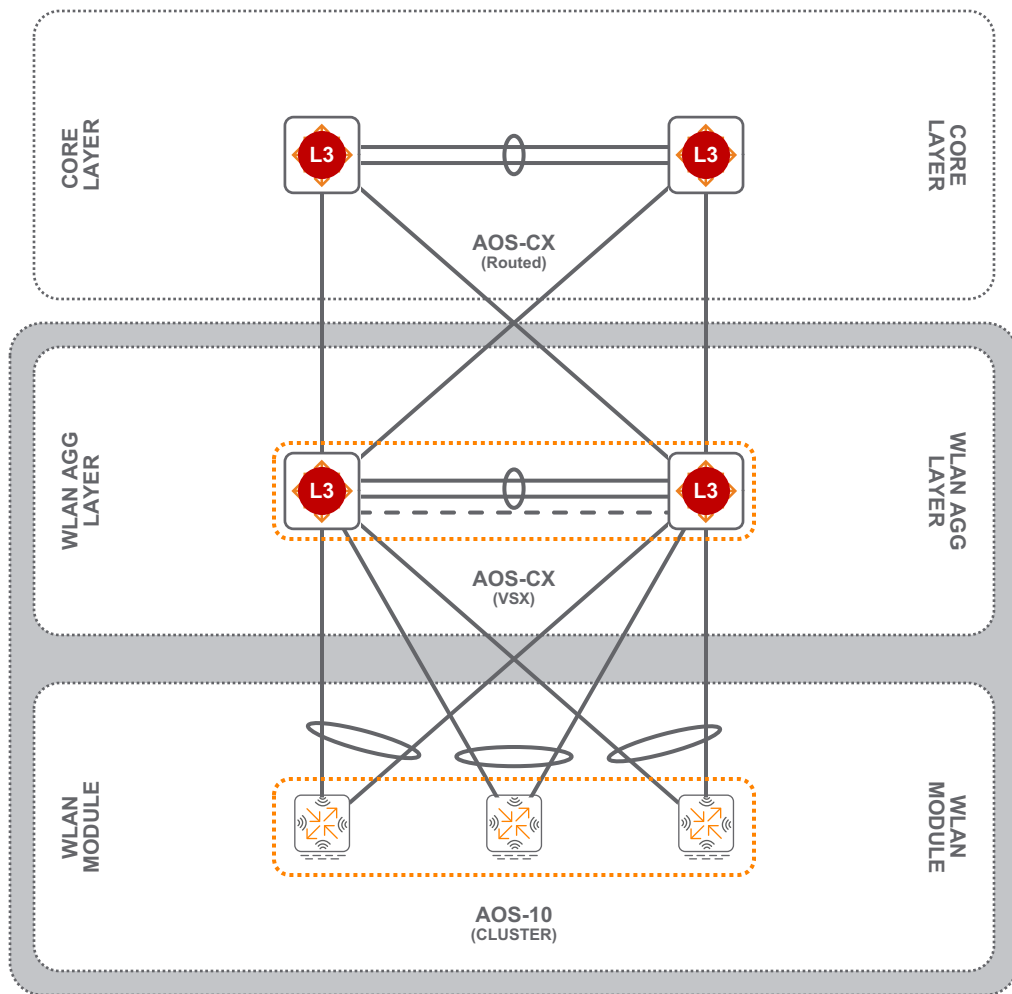 CORE
LAYER
L3
L3
CORE
LAYER
AOS-CX
(Routed)
WLAN AGG
LAYER
L3
L3
WLAN AGG
LAYER
AOS-CX
(VSX)
WLAN
MODULE
WLAN
MODULE
AOS-10
(CLUSTER)